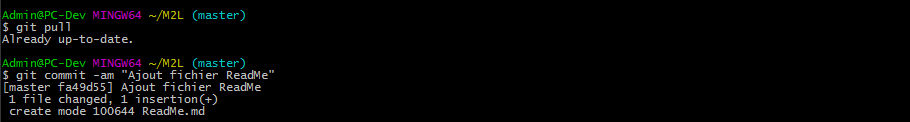 Admin@PC-Dev MINGW64 ~/M2L (master)
$ git pull
Already up-to-date.
Admin@PC-Dev MINGW64 ~/M2L (master)
$ git commit -am "Ajout fichier ReadMe"
[master fa49d55] Ajout fichier ReadMe
 1 file changed, 1 insertion(+)
 create mode 100644 ReadMe.md